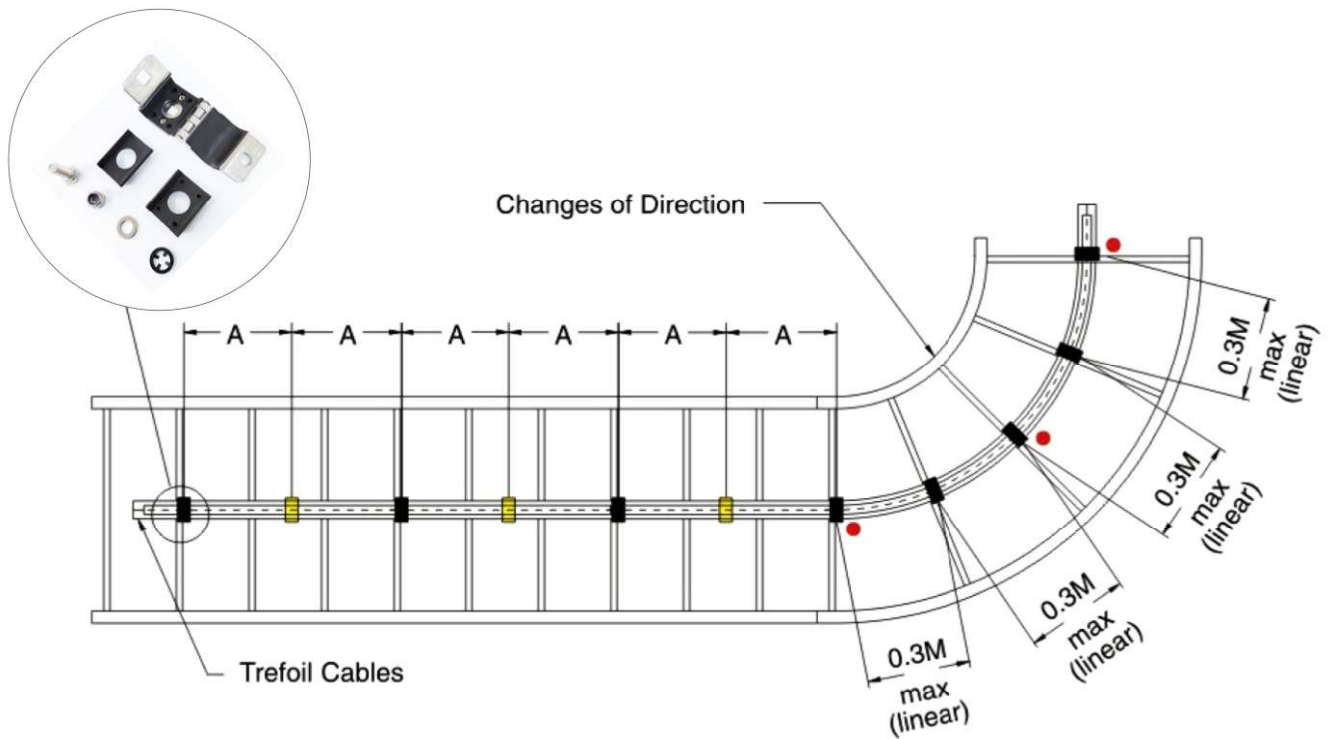 Changes of Direction
A
A
A
A
A
A
0.3M
max
(linear)
0.3M
max
(linear)
0.3M
max
(linear)
0.3M
max
(linear)
Trefoil Cables